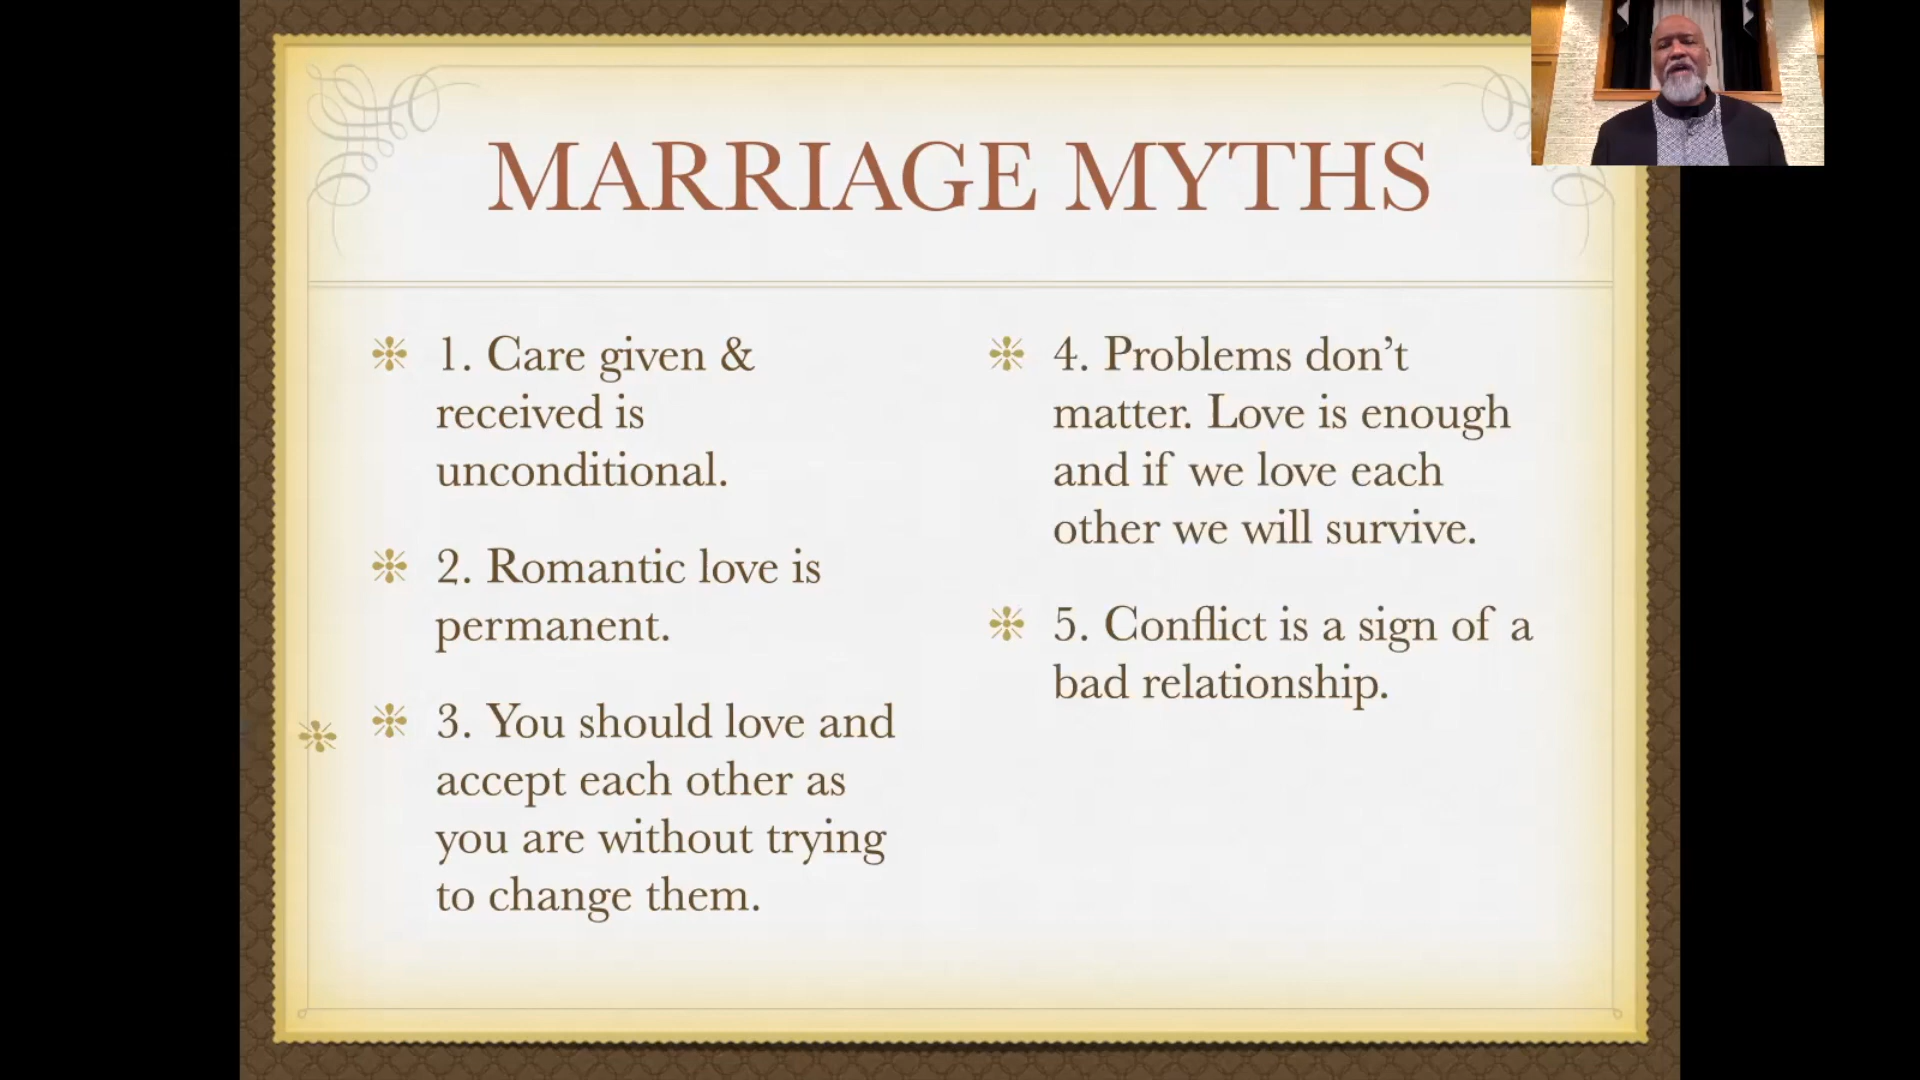 MARRIAGE MYTHS
1. Care given &
received is
unconditional.
2. Romantic love is
permanent.
3. You should love and
accept each other as
you are without trying
to change them.
4. Problems don’t
matter. Love is enough
and if we love each
other we will survive.
5. Conflict is a sign of a
bad relationship.